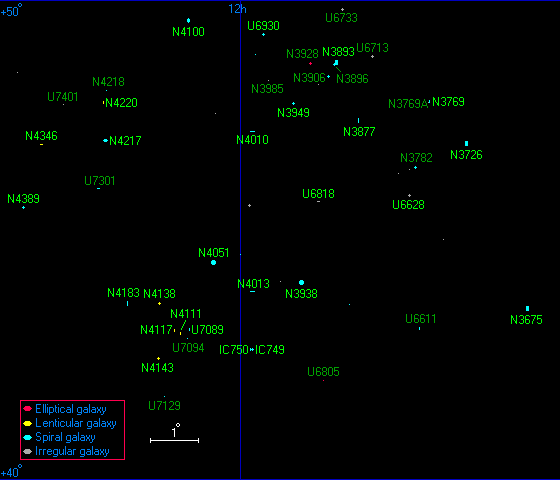 +50°
12h
U6733
N4100
U6930
N3928
N3893
U6713
N3906
N3896
N3985
N4218
U7401
N4220
N3949
N3769A
N3769
N4346
N4217
N4010
N3877
N3782
N3726
U7301
U6818
N4389
U6628
N4051
N4013
N4183
N4138
N3938
N4111
N4117
U7089
U6611
N3675
U7094
IC750
IC749
N4143
U6805
U7129
Elliptical galaxy
Lenticular galaxy
Spiral galaxy
Irregular galaxy
1°
+40°